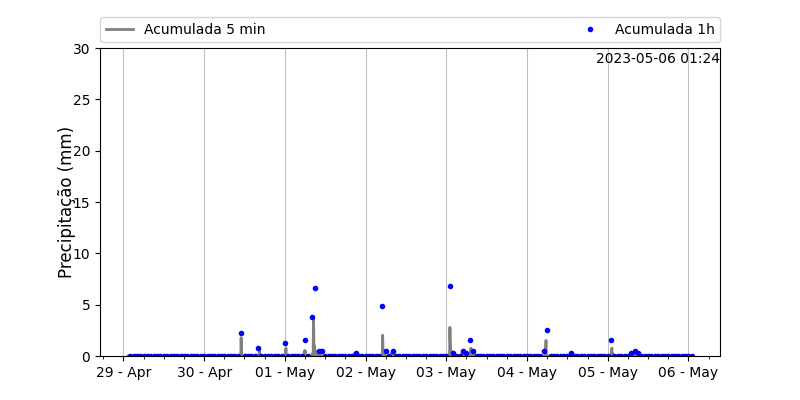 Acumulada 5 min
Acumulada 1h
2023-05-06 01:24
Precipitação (mm)
30
25
20
15
10
5
0
29 - Apr
30 - Apr
01 - May
02 - May
03 - May
04 - May
05 - May
06 - May